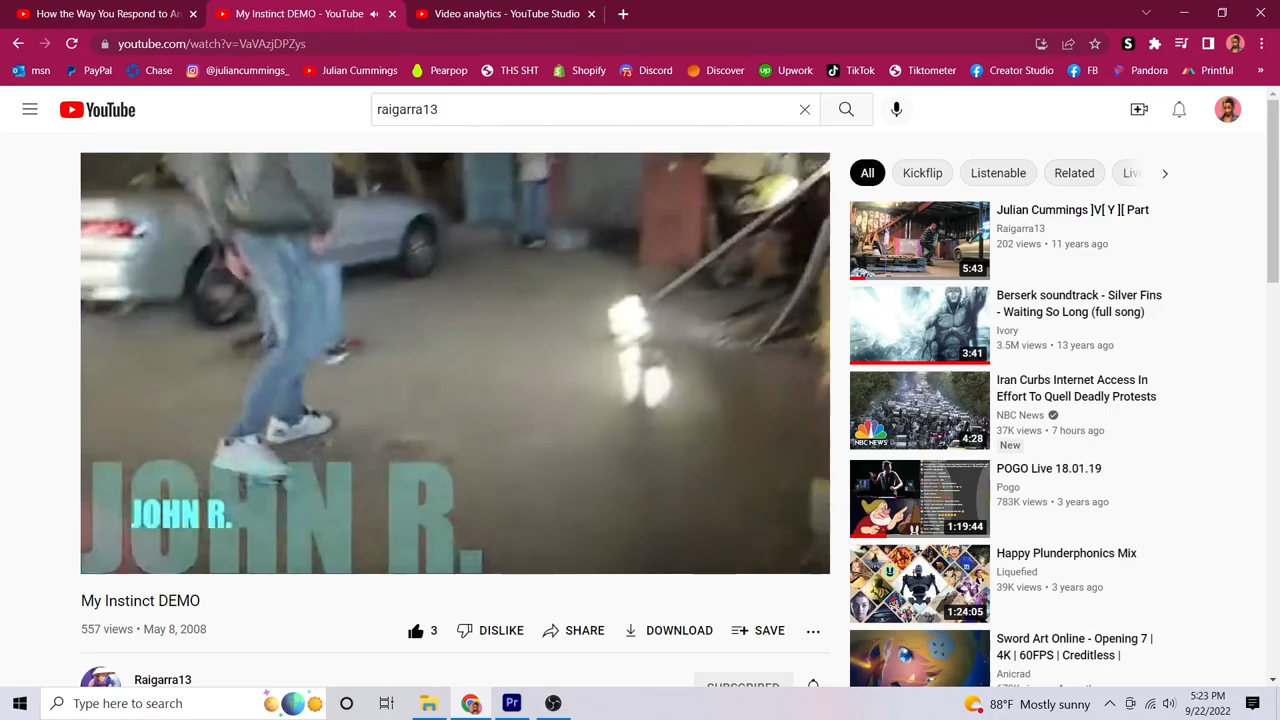 How the Way You Respond to An
My Instinct DEMO - YouTube
Video analytics - YouTube Studio
youtube.com/watch?v=VaVAzjDPZys
msn
PayPal
Chase
@juliancummings_
Julian Cummings
Pearpop
THS SHT
Shopify
Discord
Discover
Upwork
TikTok
Tiktometer
Creator Studio
FB
Pandora
Printful
»
YouTube
raigarra13
All
Kickflip
Listenable
Related
JOHN R.
JOHN R.
My Instinct DEMO
557 views • May 8, 2008
3
DISLIKE
SHARE
DOWNLOAD
SAVE
Raigarra13
SUBSCRIBED
Julian Cummings ]V[ Y ][ Part
Raigarra13
202 views • 11 years ago
5:43
Berserk soundtrack - Silver Fins
- Waiting So Long (full song)
Ivory
3.5M views • 13 years ago
3:41
Iran Curbs Internet Access In
Effort To Quell Deadly Protests
NBC News
37K views • 7 hours ago
New
NBC NEWS
4:28
POGO Live 18.01.19
Pogo
783K views • 3 years ago
1:19:44
Happy Plunderphonics Mix
Liquefied
39K views • 3 years ago
1:24:05
Sword Art Online - Opening 7 |
4K | 60FPS | Creditless |
Anicrad
Type here to search
Pr
88°F Mostly sunny
5:23 PM
9/22/2022